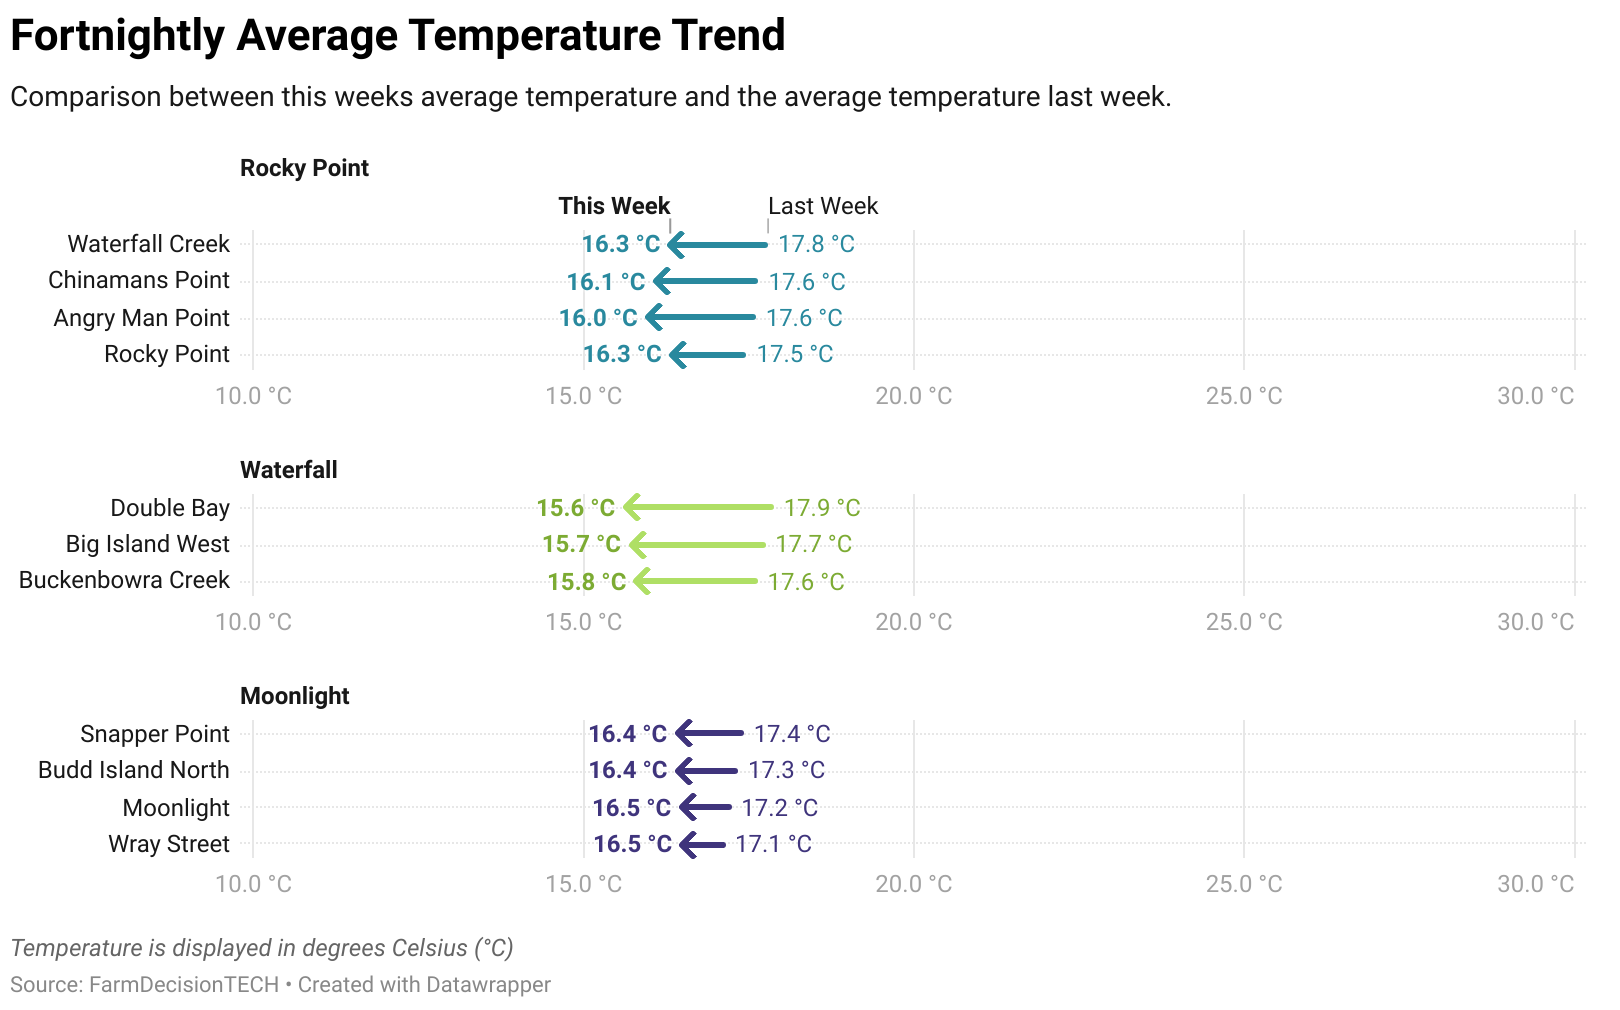 Fortnightly Average Temperature Trend
Comparison between this weeks average temperature and the average temperature last week.
Rocky Point
This Week Last Week
Waterfall Creek 16.3 °C 17.8 °C
Chinamans Point 16.1 °C 17.6 °C
Angry Man Point 16.0 °C 17.6 °C
Rocky Point 16.3 °C 17.5 °C
10.0 °C 15.0 °C 20.0 °C 25.0 °C 30.0 °C
Waterfall
Double Bay 15.6 °C 17.9 °C
Big Island West 15.7 °C 17.7 °C
Buckenbowra Creek 15.8 °C 17.6 °C
10.0 °C 15.0 °C 20.0 °C 25.0 °C 30.0 °C
Moonlight
Snapper Point 16.4 °C 17.4 °C
Budd Island North 16.4 °C 17.3 °C
Moonlight 16.5 °C 17.2 °C
Wray Street 16.5 °C 17.1 °C
10.0 °C 15.0 °C 20.0 °C 25.0 °C 30.0 °C
Temperature is displayed in degrees Celsius (°C)
Source: FarmDecisionTECH • Created with Datawrapper